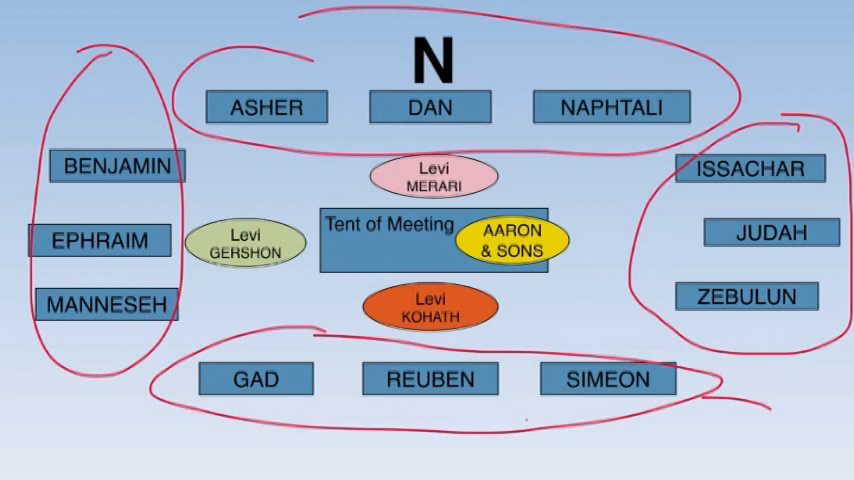 N
ASHER
DAN
NAPHTALI
BENJAMIN
EPHRAIM
MANNESEH
Levi
MERARI
Levi
GERSHON
Tent of Meeting
AARON
& SONS
Levi
KOHATH
ISSACHAR
JUDAH
ZEBULUN
GAD
REUBEN
SIMEON